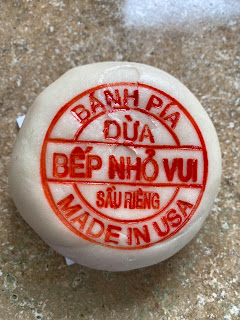 BÁNH PÍA
DỪA
BẾP NHỎ VUI
SẦU RIÊNG
MADE IN USA